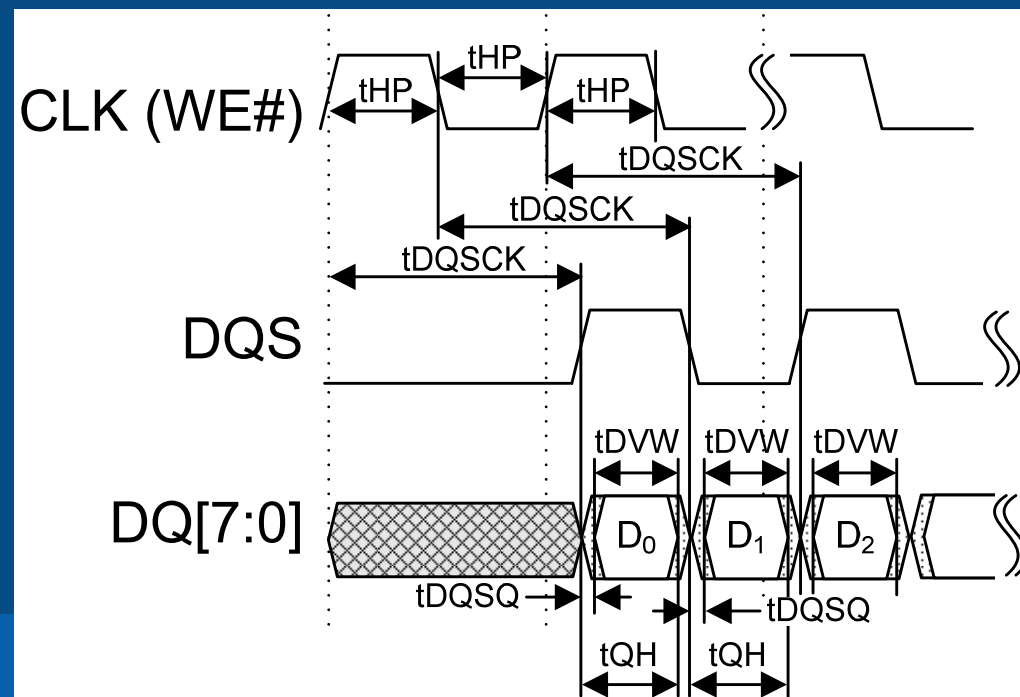 tHP
tHP
tHP
CLK (WE#)
tDQSCK
tDQSCK
tDQSCK
DQS
tDVW
tDVW
tDVW
DQ[7:0]
D₀
D₁
D₂
tDQSQ
tDQSQ
tQH
tQH